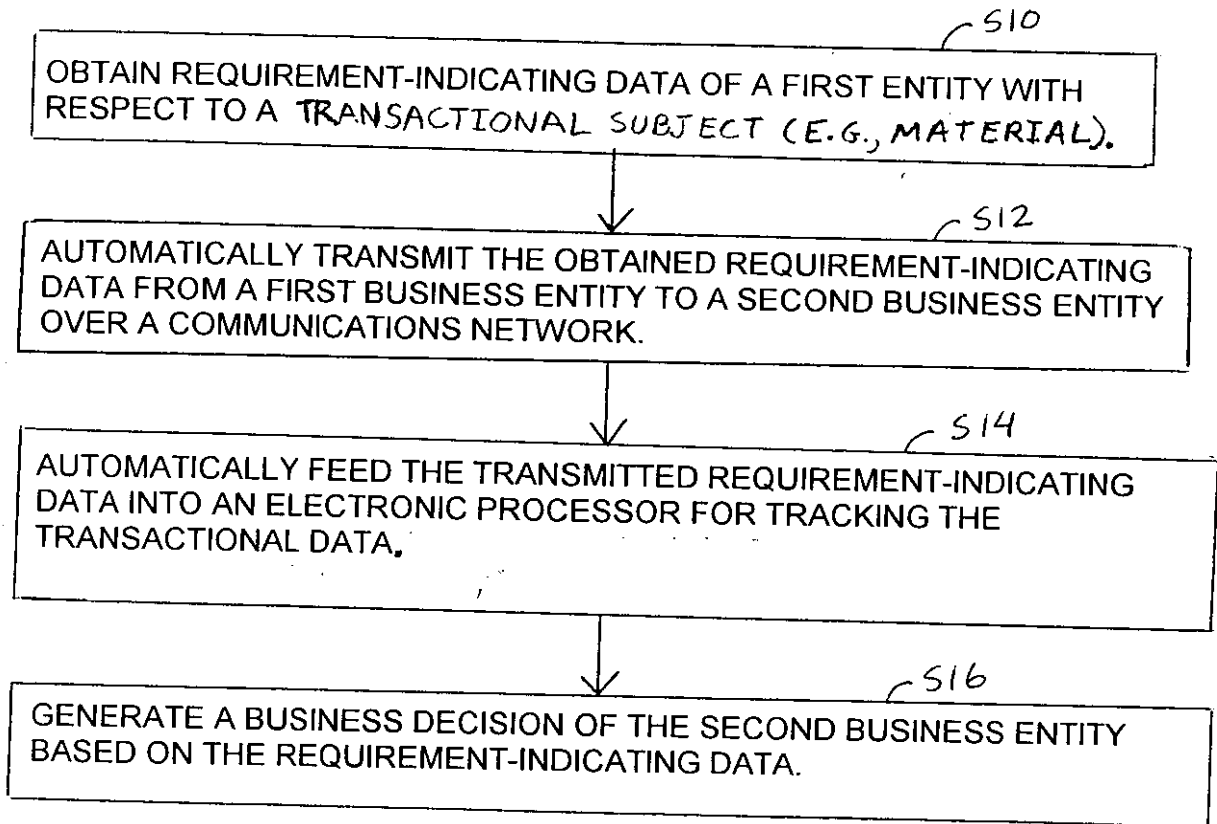 S10
OBTAIN REQUIREMENT-INDICATING DATA OF A FIRST ENTITY WITH
RESPECT TO A TRANSACTIONAL SUBJECT (E.G., MATERIAL).
S12
AUTOMATICALLY TRANSMIT THE OBTAINED REQUIREMENT-INDICATING
DATA FROM A FIRST BUSINESS ENTITY TO A SECOND BUSINESS ENTITY
OVER A COMMUNICATIONS NETWORK.
S14
AUTOMATICALLY FEED THE TRANSMITTED REQUIREMENT-INDICATING
DATA INTO AN ELECTRONIC PROCESSOR FOR TRACKING THE
TRANSACTIONAL DATA.
S16
GENERATE A BUSINESS DECISION OF THE SECOND BUSINESS ENTITY
BASED ON THE REQUIREMENT-INDICATING DATA.